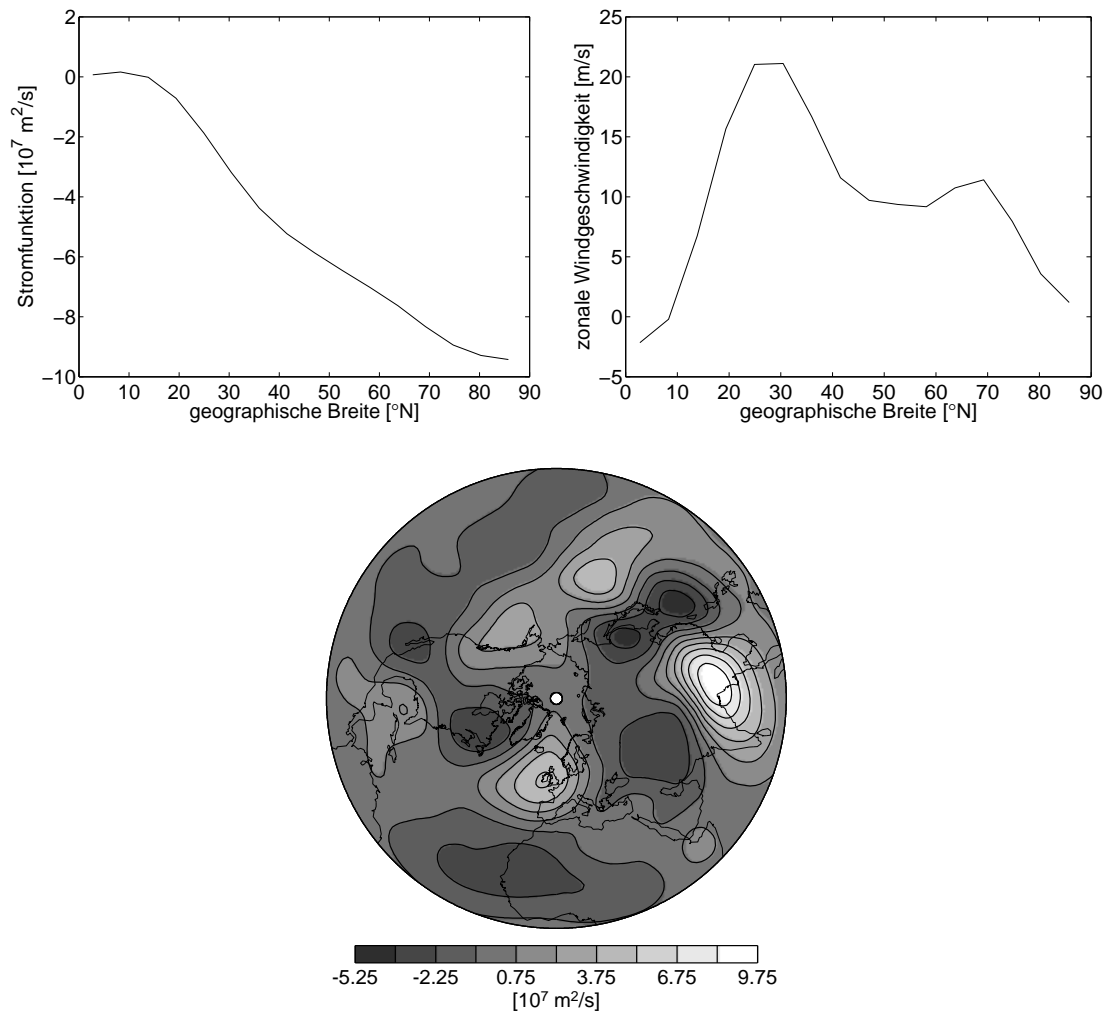 2
0
−2
−4
−6
−8
−10
0 10 20 30 40 50 60 70 80 90
Stromfunktion [10⁷ m²/s]
geographische Breite [°N]
25
20
15
10
5
0
−5
0 10 20 30 40 50 60 70 80 90
zonale Windgeschwindigkeit [m/s]
geographische Breite [°N]
-5.25 -2.25 0.75 3.75 6.75 9.75
[10⁷ m²/s]